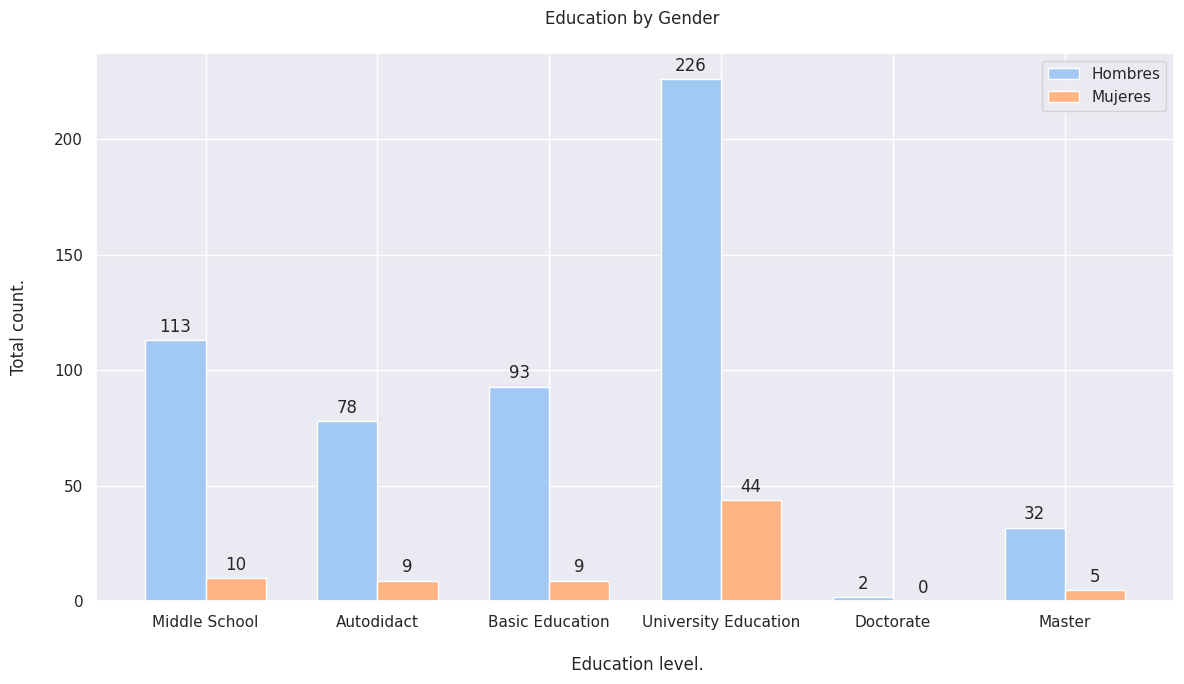 Education by Gender
Hombres
Mujeres
Total count.
200
150
100
50
0
113
10
78
9
93
9
226
44
2
0
32
5
Middle School
Autodidact
Basic Education
University Education
Doctorate
Master
Education level.